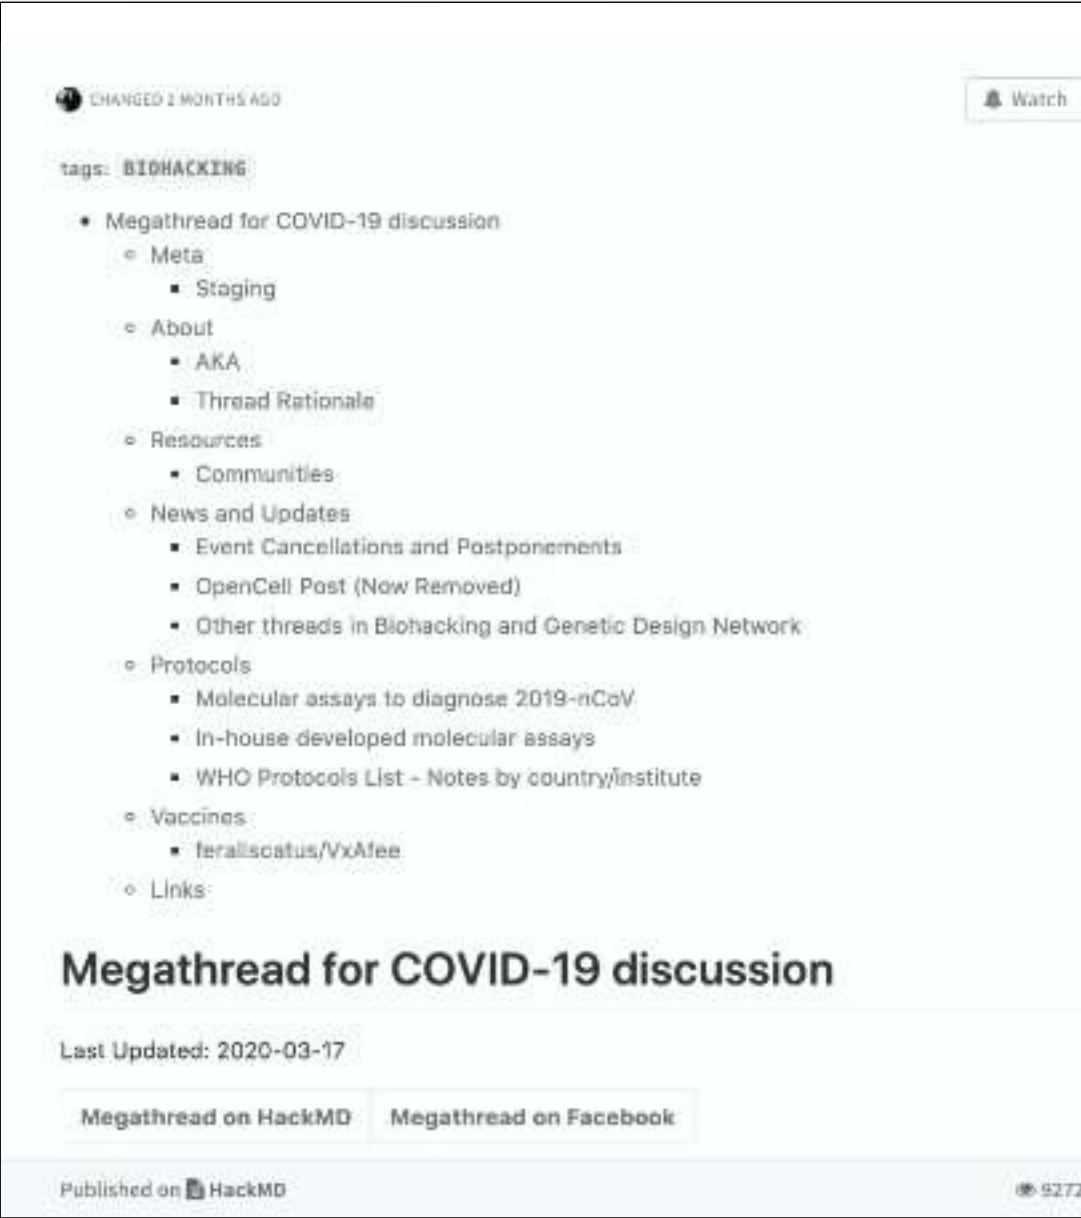 CHANGED 2 MONTHS AGO
Watch
tags: BIOHACKING
Megathread for COVID-19 discussion
Meta
Staging
About
AKA
Thread Rationale
Resources
Communities
News and Updates
Event Cancellations and Postponements
OpenCell Post (Now Removed)
Other threads in Biohacking and Genetic Design Network
Protocols
Molecular assays to diagnose 2019-nCoV
In-house developed molecular assays
WHO Protocols List - Notes by country/institute
Vaccines
feraliscatus/VxAfee
Links
Megathread for COVID-19 discussion
Last Updated: 2020-03-17
Megathread on HackMD Megathread on Facebook
Published on HackMD 9272